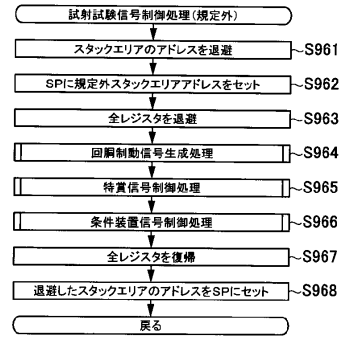 試射試験信号制御処理(規定外)
スタックエリアのアドレスを退避 S961
SPに規定外スタックエリアアドレスをセット S962
全レジスタを退避 S963
回胴制動信号生成処理 S964
特賞信号制御処理 S965
条件装置信号制御処理 S966
全レジスタを復帰 S967
退避したスタックエリアのアドレスをSPにセット S968
戻る